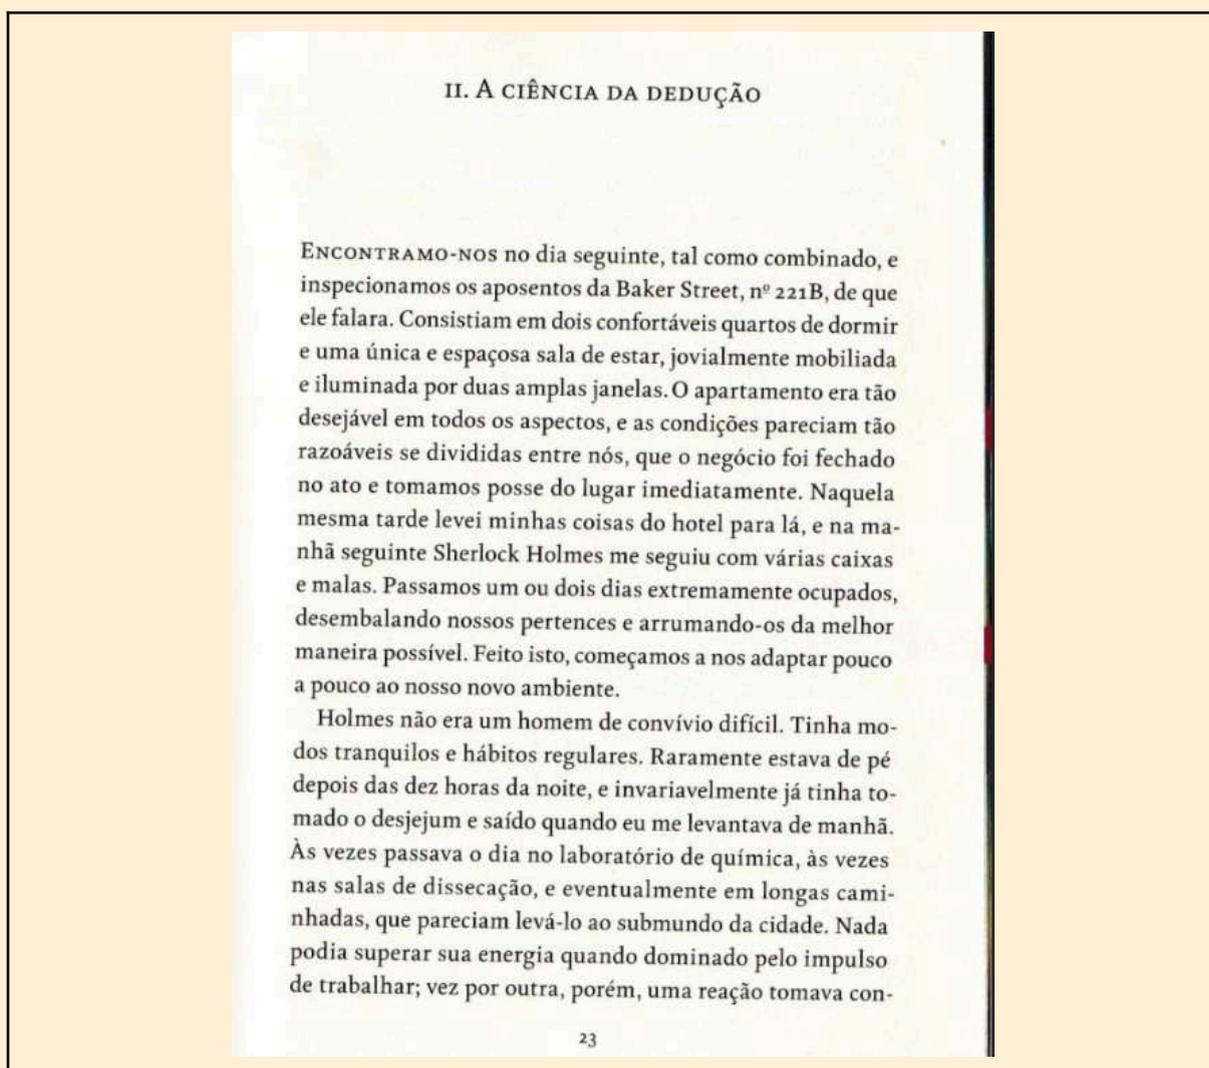 II. A CIÊNCIA DA DEDUÇÃO
ENCONTRAMO-NOS no dia seguinte, tal como combinado, e
inspecionamos os aposentos da Baker Street, nº 221B, de que
ele falara. Consistiam em dois confortáveis quartos de dormir
e uma única e espaçosa sala de estar, jovialmente mobiliada
e iluminada por duas amplas janelas. O apartamento era tão
desejável em todos os aspectos, e as condições pareciam tão
razoáveis se divididas entre nós, que o negócio foi fechado
no ato e tomamos posse do lugar imediatamente. Naquela
mesma tarde levei minhas coisas do hotel para lá, e na ma-
nhã seguinte Sherlock Holmes me seguiu com várias caixas
e malas. Passamos um ou dois dias extremamente ocupados,
desembalando nossos pertences e arrumando-os da melhor
maneira possível. Feito isto, começamos a nos adaptar pouco
a pouco ao nosso novo ambiente.
Holmes não era um homem de convívio difícil. Tinha mo-
dos tranquilos e hábitos regulares. Raramente estava de pé
depois das dez horas da noite, e invariavelmente já tinha to-
mado o desjejum e saído quando eu me levantava de manhã.
Às vezes passava o dia no laboratório de química, às vezes
nas salas de dissecação, e eventualmente em longas cami-
nhadas, que pareciam levá-lo ao submundo da cidade. Nada
podia superar sua energia quando dominado pelo impulso
de trabalhar; vez por outra, porém, uma reação tomava con-
23